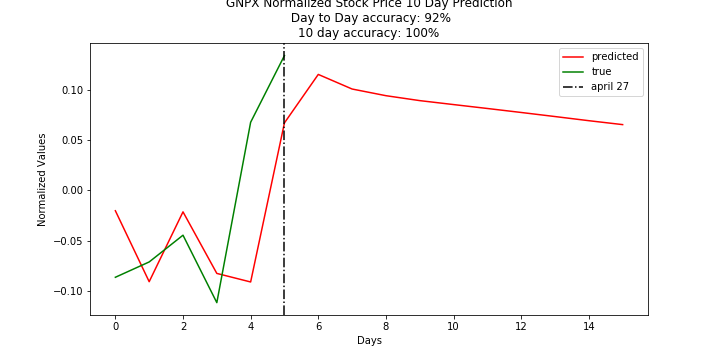 GNPX Normalized Stock Price 10 Day Prediction
Day to Day accuracy: 92%
10 day accuracy: 100%
predicted
true
april 27
Normalized Values
0.10
0.05
0.00
−0.05
−0.10
0 2 4 6 8 10 12 14
Days